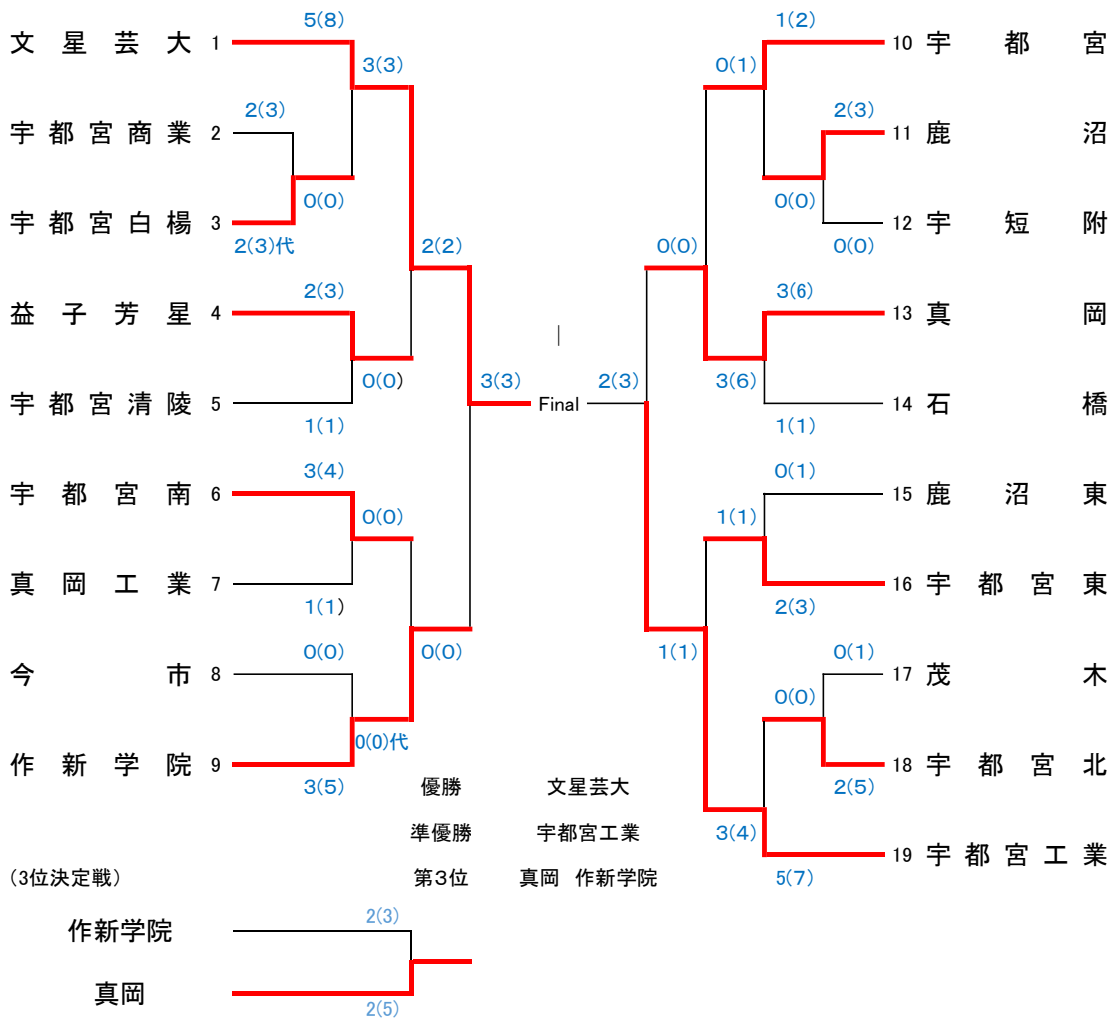 5(8)
1(2)
文星芸大 1
10 宇都宮
3(3)
0(1)
2(3)
2(3)
宇都宮商業 2
11 鹿沼
0(0)
0(0)
宇都宮白楊 3
12 宇短附
2(3)代
2(2)
0(0)
0(0)
2(3)
3(6)
益子芳星 4
13 真岡
0(0)
3(3)
Final
2(3)
3(6)
宇都宮清陵 5
14 石橋
1(1)
1(1)
3(4)
0(1)
宇都宮南 6
15 鹿沼東
0(0)
1(1)
真岡工業 7
16 宇都宮東
1(1)
2(3)
0(0)
0(0)
1(1)
0(1)
今市 8
17 茂木
0(0)
0(0)代
作新学院 9
18 宇都宮北
3(5)
2(5)
優勝 文星芸大
準優勝 宇都宮工業
3(4)
19 宇都宮工業
(3位決定戦)
第3位 真岡 作新学院
5(7)
2(3)
作新学院
真岡
2(5)